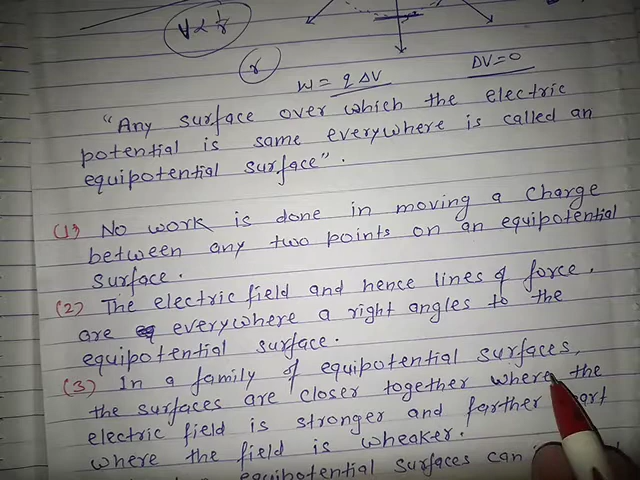 V ∝ 1/r
r
W = q ΔV
ΔV = 0
"Any surface over which the electric
potential is same everywhere is called an
equipotential surface".
(1) No work is done in moving a charge
between any two points on an equipotential
surface.
(2) The electric field and hence lines of force.
are everywhere a right angles to the
equipotential surface.
(3) In a family of equipotential surfaces,
the surfaces are closer together where the
electric field is stronger and farther
where the field is wheaker.
equipotential surfaces can